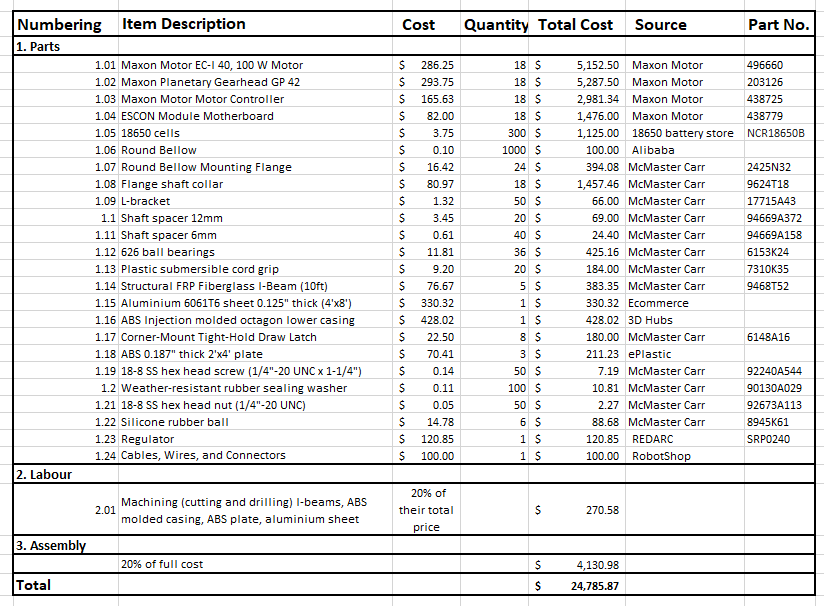 Numbering Item Description Cost Quantity Total Cost Source Part No.
1. Parts
1.01 Maxon Motor EC-I 40, 100 W Motor $ 286.25 18 $ 5,152.50 Maxon Motor 496660
1.02 Maxon Planetary Gearhead GP 42 $ 293.75 18 $ 5,287.50 Maxon Motor 203126
1.03 Maxon Motor Motor Controller $ 165.63 18 $ 2,981.34 Maxon Motor 438725
1.04 ESCON Module Motherboard $ 82.00 18 $ 1,476.00 Maxon Motor 438779
1.05 18650 cells $ 3.75 300 $ 1,125.00 18650 battery store NCR18650B
1.06 Round Bellow $ 0.10 1000 $ 100.00 Alibaba
1.07 Round Bellow Mounting Flange $ 16.42 24 $ 394.08 McMaster Carr 2425N32
1.08 Flange shaft collar $ 80.97 18 $ 1,457.46 McMaster Carr 9624T18
1.09 L-bracket $ 1.32 50 $ 66.00 McMaster Carr 17715A43
1.1 Shaft spacer 12mm $ 3.45 20 $ 69.00 McMaster Carr 94669A372
1.11 Shaft spacer 6mm $ 0.61 40 $ 24.40 McMaster Carr 94669A158
1.12 626 ball bearings $ 11.81 36 $ 425.16 McMaster Carr 6153K24
1.13 Plastic submersible cord grip $ 9.20 20 $ 184.00 McMaster Carr 7310K35
1.14 Structural FRP Fiberglass I-Beam (10ft) $ 76.67 5 $ 383.35 McMaster Carr 9468T52
1.15 Aluminium 6061T6 sheet 0.125" thick (4'x8') $ 330.32 1 $ 330.32 Ecommerce
1.16 ABS Injection molded octagon lower casing $ 428.02 1 $ 428.02 3D Hubs
1.17 Corner-Mount Tight-Hold Draw Latch $ 22.50 8 $ 180.00 McMaster Carr 6148A16
1.18 ABS 0.187" thick 2'x4' plate $ 70.41 3 $ 211.23 ePlastic
1.19 18-8 SS hex head screw (1/4"-20 UNC x 1-1/4") $ 0.14 50 $ 7.19 McMaster Carr 92240A544
1.2 Weather-resistant rubber sealing washer $ 0.11 100 $ 10.81 McMaster Carr 90130A029
1.21 18-8 SS hex head nut (1/4"-20 UNC) $ 0.05 50 $ 2.27 McMaster Carr 92673A113
1.22 Silicone rubber ball $ 14.78 6 $ 88.68 McMaster Carr 8945K61
1.23 Regulator $ 120.85 1 $ 120.85 REDARC SRP0240
1.24 Cables, Wires, and Connectors $ 100.00 1 $ 100.00 RobotShop
2. Labour
2.01 Machining (cutting and drilling) I-beams, ABS
molded casing, ABS plate, aluminium sheet
20% of
their total
price
$ 270.58
3. Assembly
20% of full cost $ 4,130.98
Total $ 24,785.87